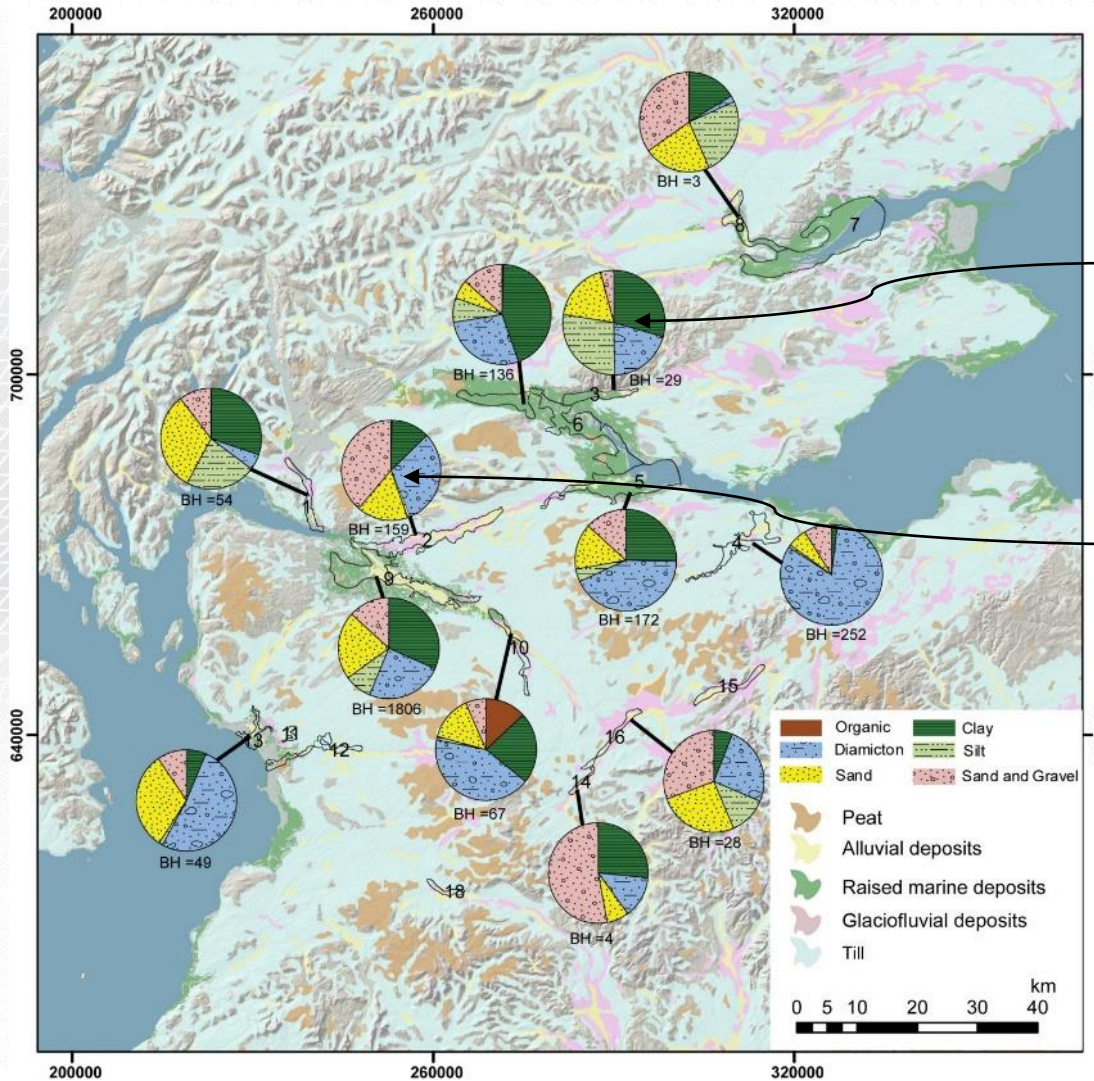 200000 260000 320000
BH =3
8
7
700000
BH =136
BH =29
3
6
BH =54
1
BH =159
2
5
4
9
BH =172
BH =252
10
BH =1806
15
640000
13
11
12
16
14
BH =49
BH =67
BH =28
18
BH =4
Organic Clay
Diamicton Silt
Sand Sand and Gravel
Peat
Alluvial deposits
Raised marine deposits
Glaciofluvial deposits
Till
km
0 5 10 20 30 40
200000 260000 320000